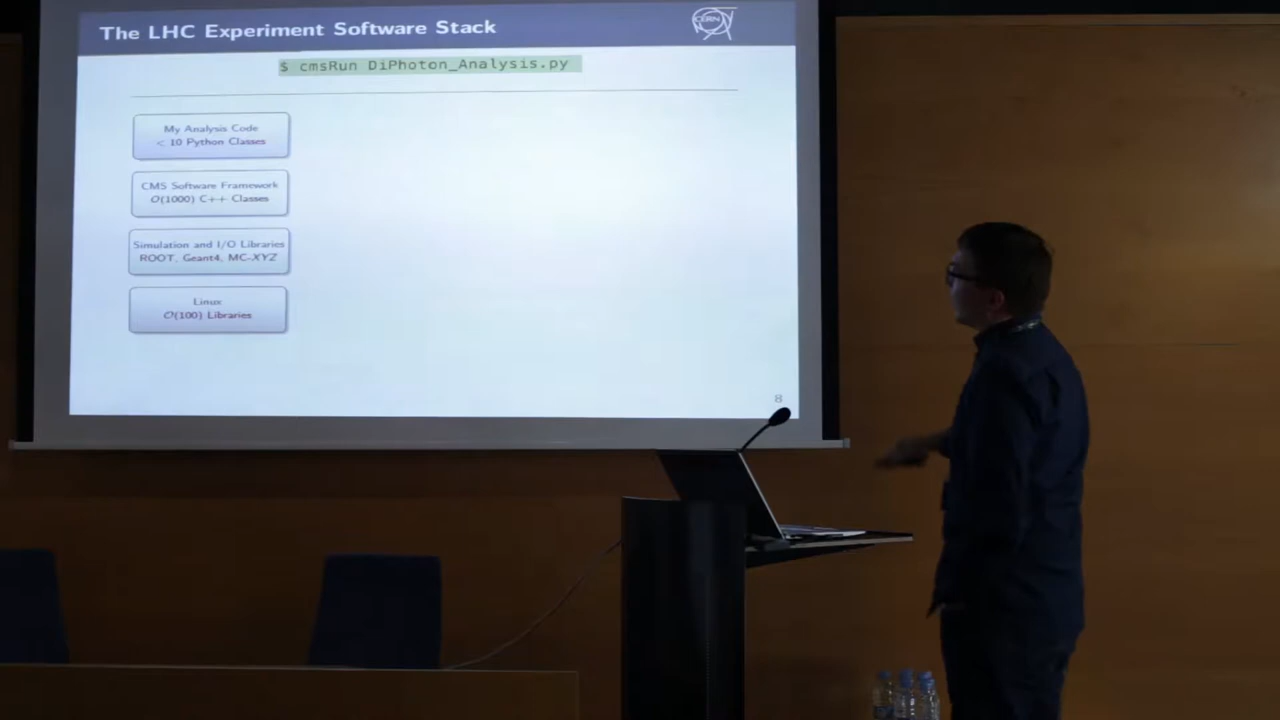 The LHC Experiment Software Stack
CERN
$ cmsRun DiPhoton_Analysis.py
My Analysis Code
< 10 Python Classes
CMS Software Framework
O(1000) C++ Classes
Simulation and I/O Libraries
ROOT, Geant4, MC-XYZ
Linux
O(100) Libraries
8